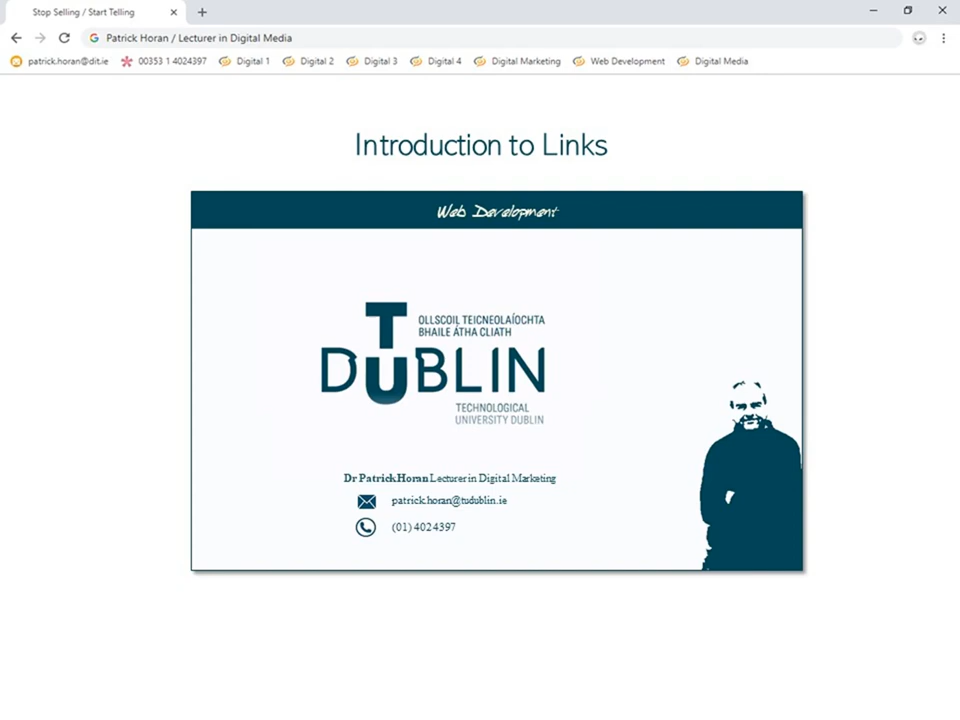 Stop Selling / Start Telling
Patrick Horan / Lecturer in Digital Media
patrick.horan@dit.ie 00353 1 4024397 Digital 1 Digital 2 Digital 3 Digital 4 Digital Marketing Web Development Digital Media
Introduction to Links
Web Development
OLLSCOIL TEICNEOLAÍOCHTA
BHAILE ÁTHA CLIATH
TU DUBLIN
TECHNOLOGICAL
UNIVERSITY DUBLIN
Dr Patrick Horan Lecturer in Digital Marketing
patrick.horan@tudublin.ie
(01) 4024397